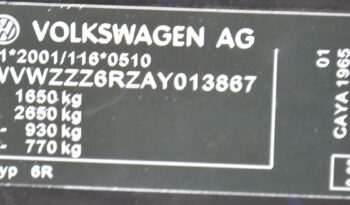 VOLKSWAGEN AG
1*2001/116*0510
WVWZZZ6RZAY013867
1650 kg
2650 kg
- 930 kg
- 770 kg
yp 6R
01
CAYA 1965